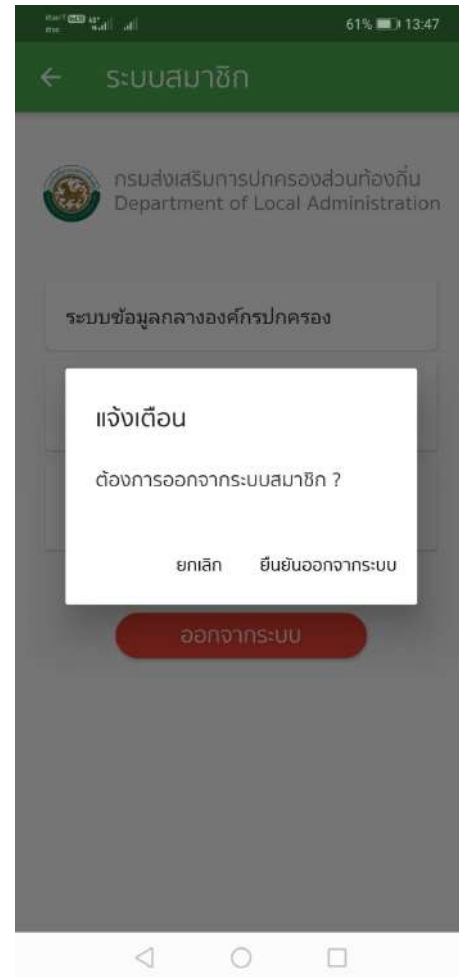 61% 13:47
ระบบสมาชิก
กรมส่งเสริมการปกครองส่วนท้องถิ่น
Department of Local Administration
ระบบข้อมูลกลางองค์กรปกครอง
แจ้งเตือน
ต้องการออกจากระบบสมาชิก ?
ยกเลิก ยืนยันออกจากระบบ
ออกจากระบบ